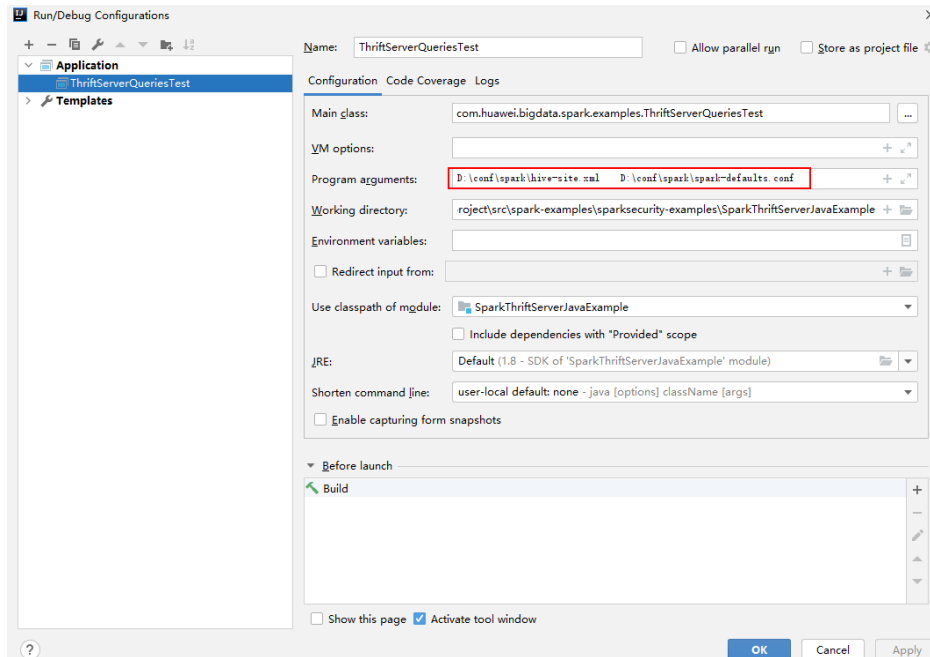 Run/Debug Configurations
Name: ThriftServerQueriesTest Allow parallel run Store as project file
Application
ThriftServerQueriesTest
Templates
Configuration Code Coverage Logs
Main class: com.huawei.bigdata.spark.examples.ThriftServerQueriesTest ...
VM options:
Program arguments: D:\conf\spark\hive-site.xml D:\conf\spark\spark-defaults.conf
Working directory: roject\src\spark-examples\sparksecurity-examples\SparkThriftServerJavaExample
Environment variables:
Redirect input from:
Use classpath of module: SparkThriftServerJavaExample
Include dependencies with "Provided" scope
JRE: Default (1.8 - SDK of 'SparkThriftServerJavaExample' module)
Shorten command line: user-local default: none - java [options] className [args]
Enable capturing form snapshots
Before launch
Build
Show this page Activate tool window
? OK Cancel Apply